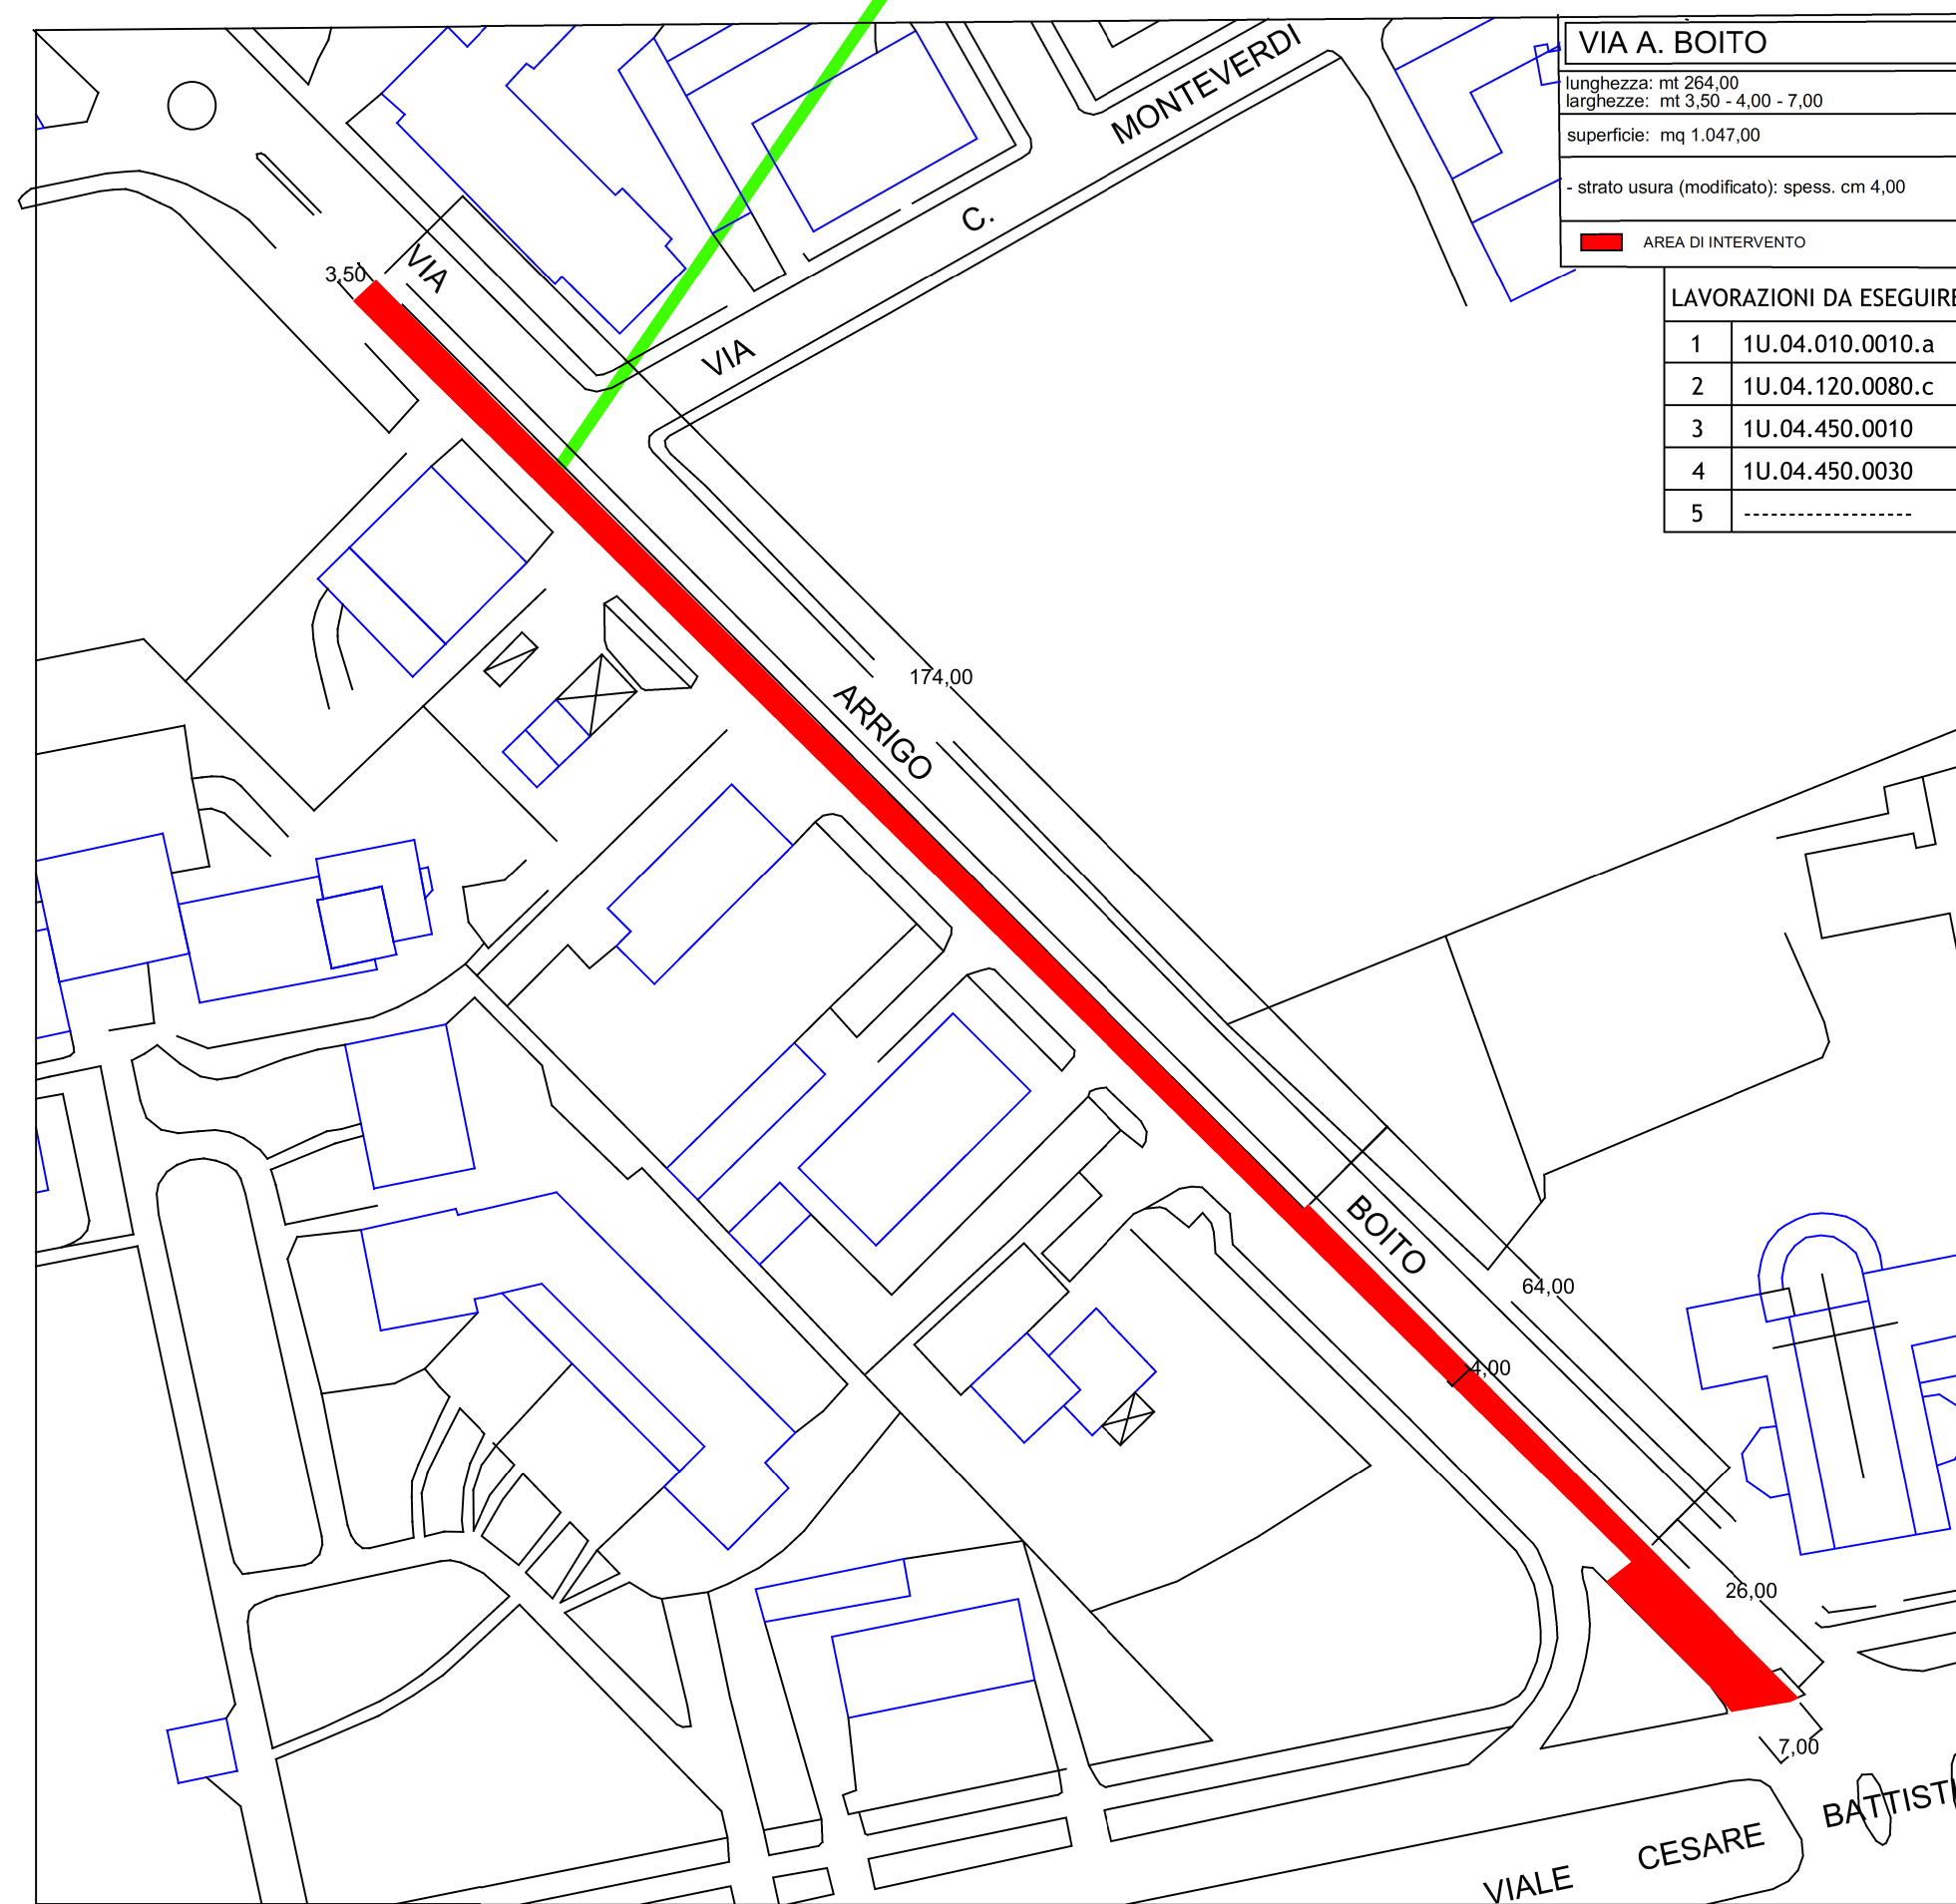 VIA A. BOITO
lunghezza: mt 264,00
larghezze: mt 3,50 - 4,00 - 7,00
superficie: mq 1.047,00
- strato usura (modificato): spess. cm 4,00
AREA DI INTERVENTO
LAVORAZIONI DA ESEGUIRE
1 1U.04.010.0010.a
2 1U.04.120.0080.c
3 1U.04.450.0010
4 1U.04.450.0030
5 -------------------
VIA C. MONTEVERDI
3,50
VIA ARRIGO BOITO
174,00
64,00
4,00
26,00
7,00
VIALE CESARE BATTISTI